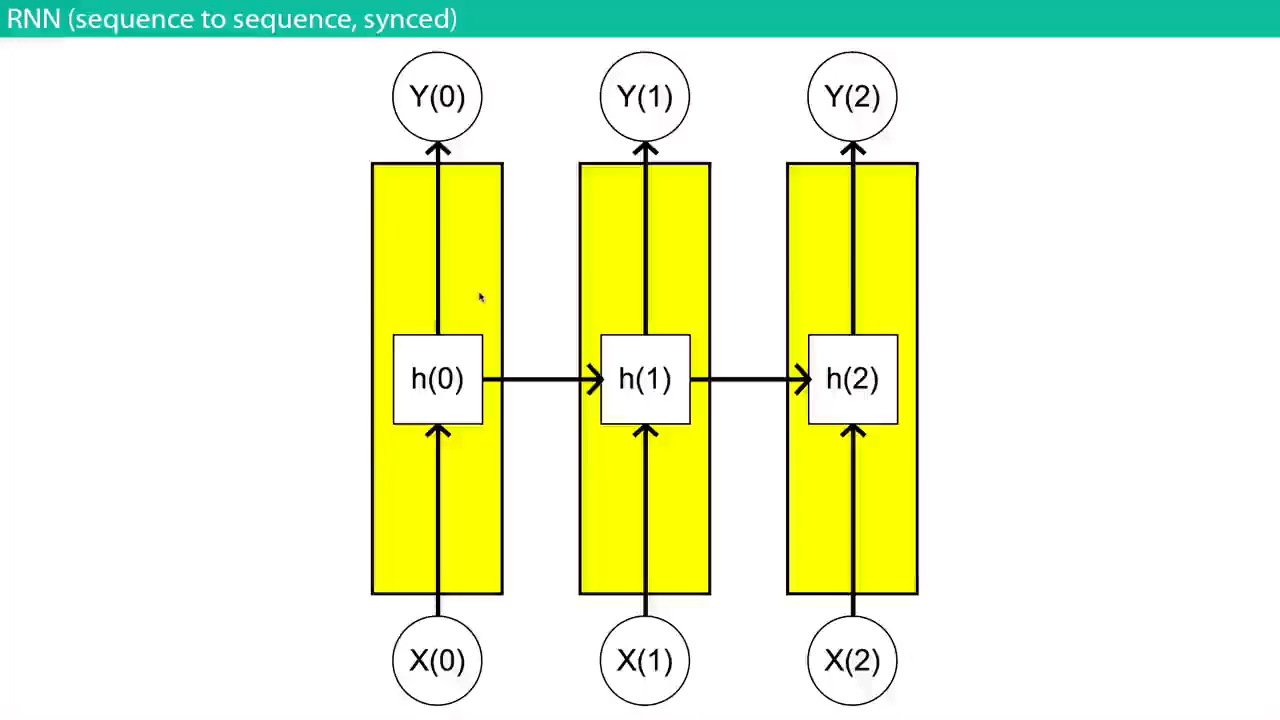 RNN (sequence to sequence, synced)
Y(0) Y(1) Y(2)
h(0) h(1) h(2)
X(0) X(1) X(2)